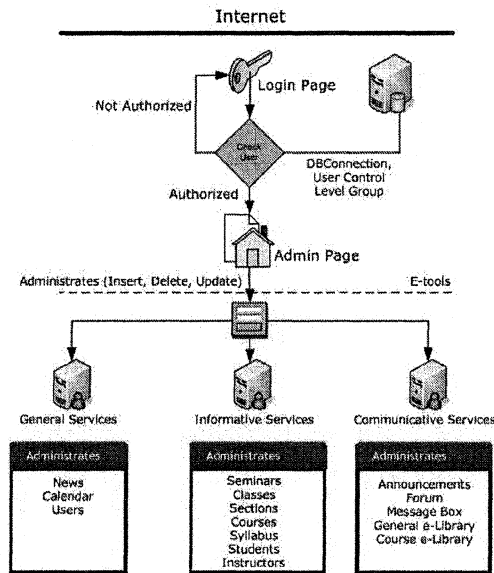 Internet
Login Page
Not Authorized
Check
User
DBConnection,
User Control
Level Group
Authorized
Admin Page
Administrates (Insert, Delete, Update)
E-tools
General Services
Informative Services
Communicative Services
Administrates
News
Calendar
Users
Administrates
Seminars
Classes
Sections
Courses
Syllabus
Students
Instructors
Administrates
Announcements
Forum
Message Box
General e-Library
Course e-Library